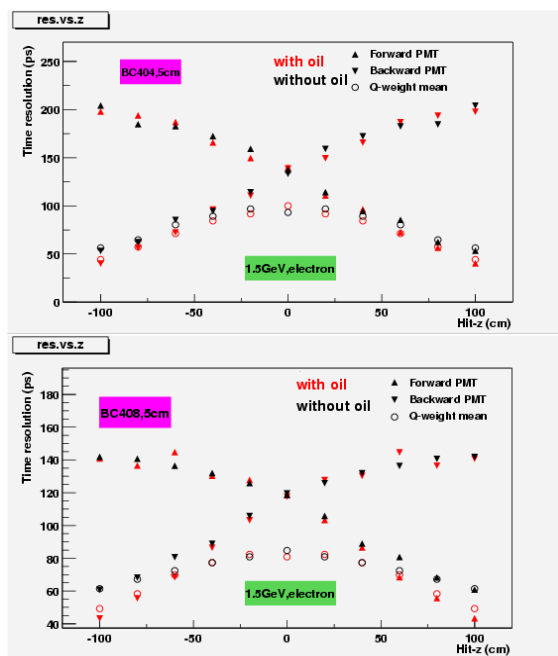 res.vs.z
Time resolution (ps)
250
200
150
100
50
0
BC404,5cm
with oil
without oil
Forward PMT
Backward PMT
Q-weight mean
1.5GeV,electron
-100 -50 0 50 100
Hit-z (cm)
res.vs.z
Time resolution (ps)
180
160
140
120
100
80
60
40
BC408,5cm
with oil
without oil
Forward PMT
Backward PMT
Q-weight mean
1.5GeV,electron
-100 -50 0 50 100
Hit-z (cm)